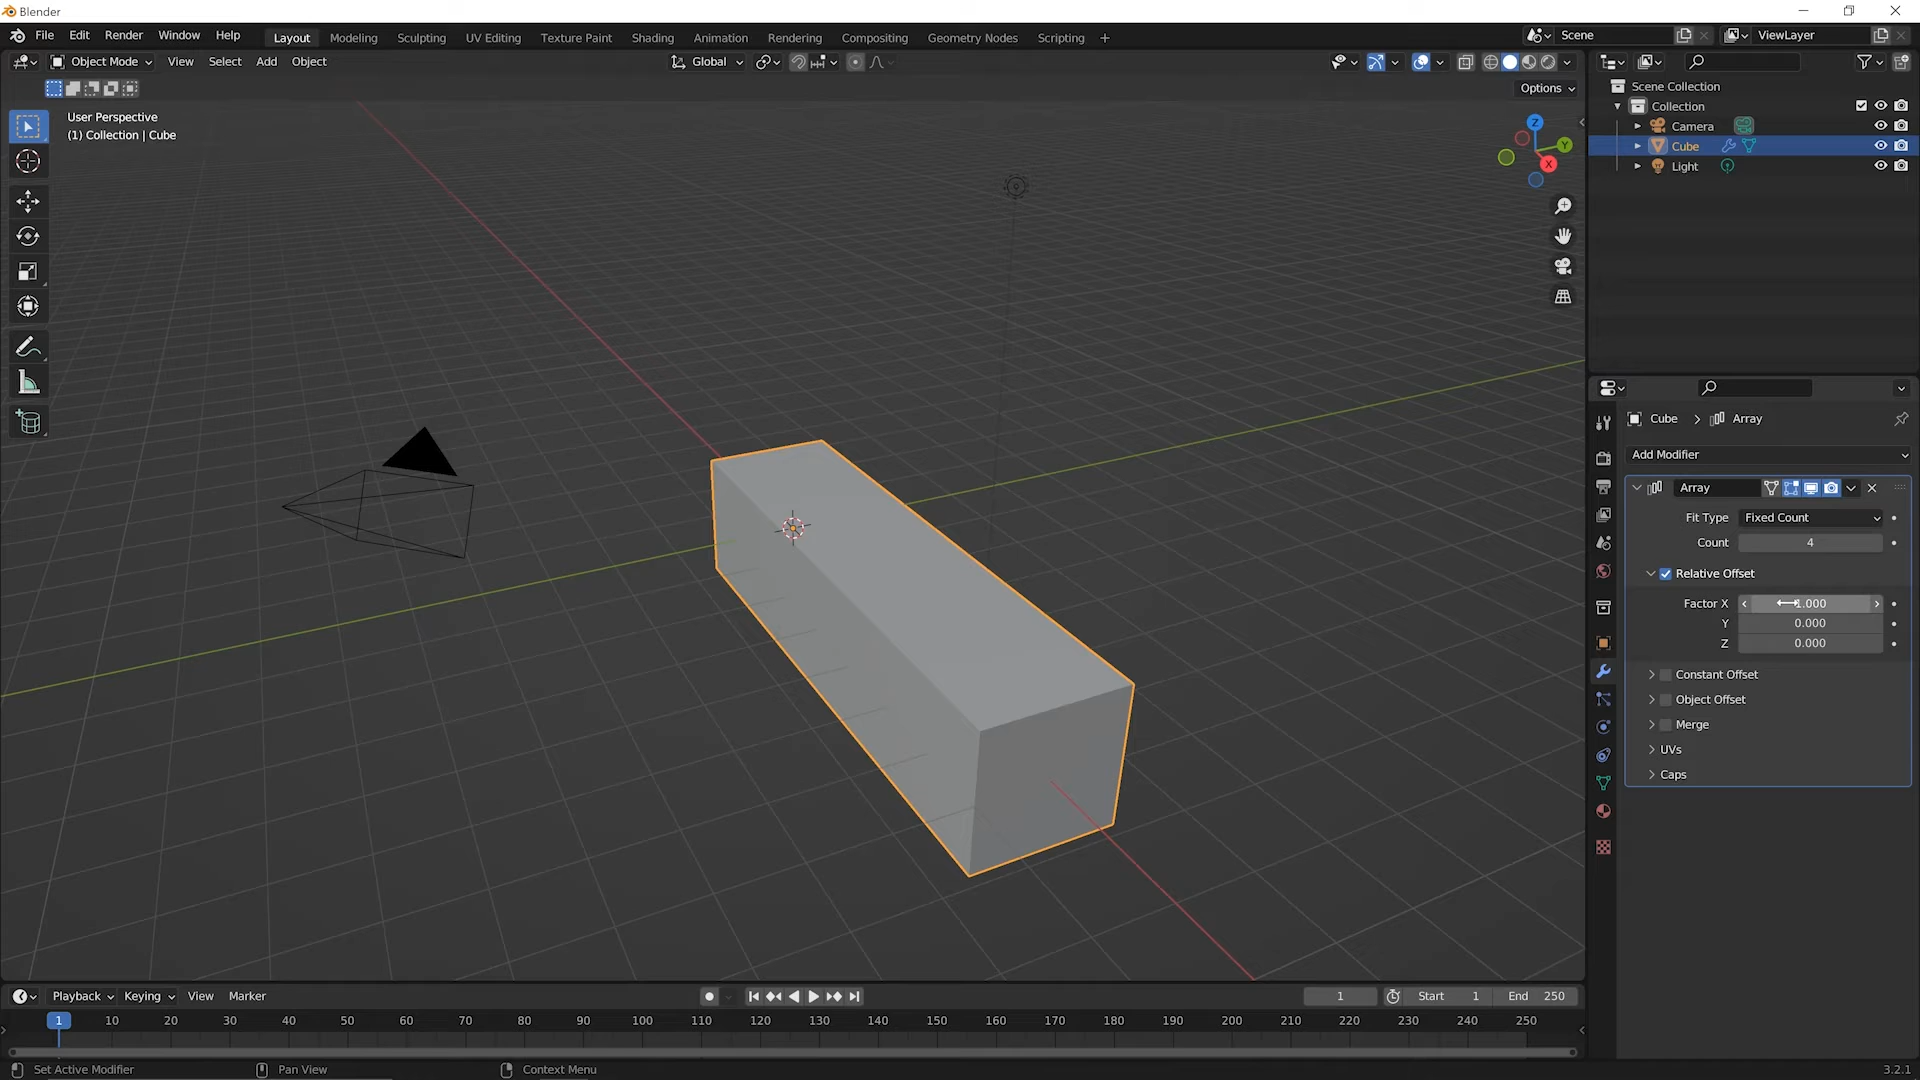 Blender
File Edit Render Window Help
Layout Modeling Sculpting UV Editing Texture Paint Shading Animation Rendering Compositing Geometry Nodes Scripting +
Scene
ViewLayer
Object Mode View Select Add Object
Global
Options
User Perspective
(1) Collection | Cube
Z
Y
X
Scene Collection
Collection
Camera
Cube
Light
Cube > Array
Add Modifier
Array
Fit Type Fixed Count
Count 4
Relative Offset
Factor X 1.000
Y 0.000
Z 0.000
Constant Offset
Object Offset
Merge
UVs
Caps
Playback Keying View Marker
1
Start 1
End 250
1 10 20 30 40 50 60 70 80 90 100 110 120 130 140 150 160 170 180 190 200 210 220 230 240 250
Set Active Modifier
Pan View
Context Menu
3.2.1